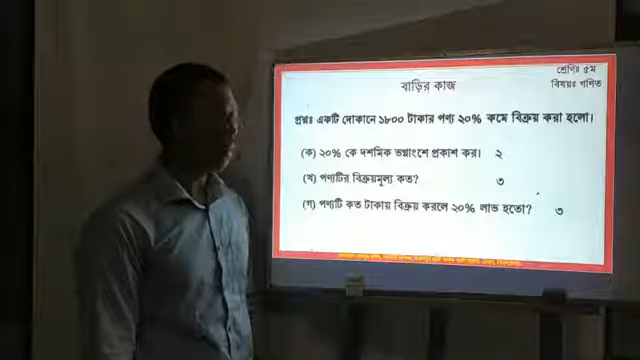 শ্রেণিঃ ৫ম
বাড়ির কাজ
বিষয়ঃ গণিত
প্রশ্নঃ একটি দোকানে ১৮০০ টাকার পণ্য ২০% কমে বিক্রয় করা হলো।
(ক) ২০% কে দশমিক ভগ্নাংশে প্রকাশ কর। ২
(খ) পণ্যটির বিক্রয়মূল্য কত? ৩
(গ) পণ্যটি কত টাকায় বিক্রয় করলে ২০% লাভ হতো? ৩